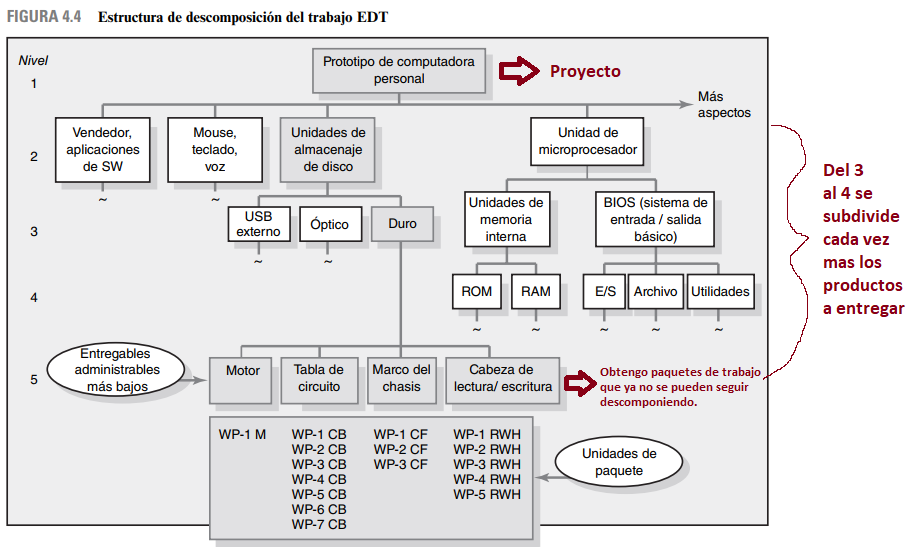 FIGURA 4.4 Estructura de descomposición del trabajo EDT
Nivel
1
Prototipo de computadora
personal
Proyecto
Más
aspectos
2
Vendedor,
aplicaciones
de SW
Mouse,
teclado,
voz
Unidades de
almacenaje
de disco
Unidad de
microprocesador
~
~
3
USB
externo
Óptico
Duro
Unidades de
memoria
interna
BIOS (sistema de
entrada / salida
básico)
~
~
Del 3
al 4 se
subdivide
cada vez
mas los
productos
a entregar
4
ROM
RAM
E/S
Archivo
Utilidades
~
~
~
~
~
Entregables
administrables
más bajos
5
Motor
Tabla de
circuito
Marco del
chasis
Cabeza de
lectura/ escritura
Obtengo paquetes de trabajo
que ya no se pueden seguir
descomponiendo.
WP-1 M
WP-1 CB
WP-2 CB
WP-3 CB
WP-4 CB
WP-5 CB
WP-6 CB
WP-7 CB
WP-1 CF
WP-2 CF
WP-3 CF
WP-1 RWH
WP-2 RWH
WP-3 RWH
WP-4 RWH
WP-5 RWH
Unidades de
paquete